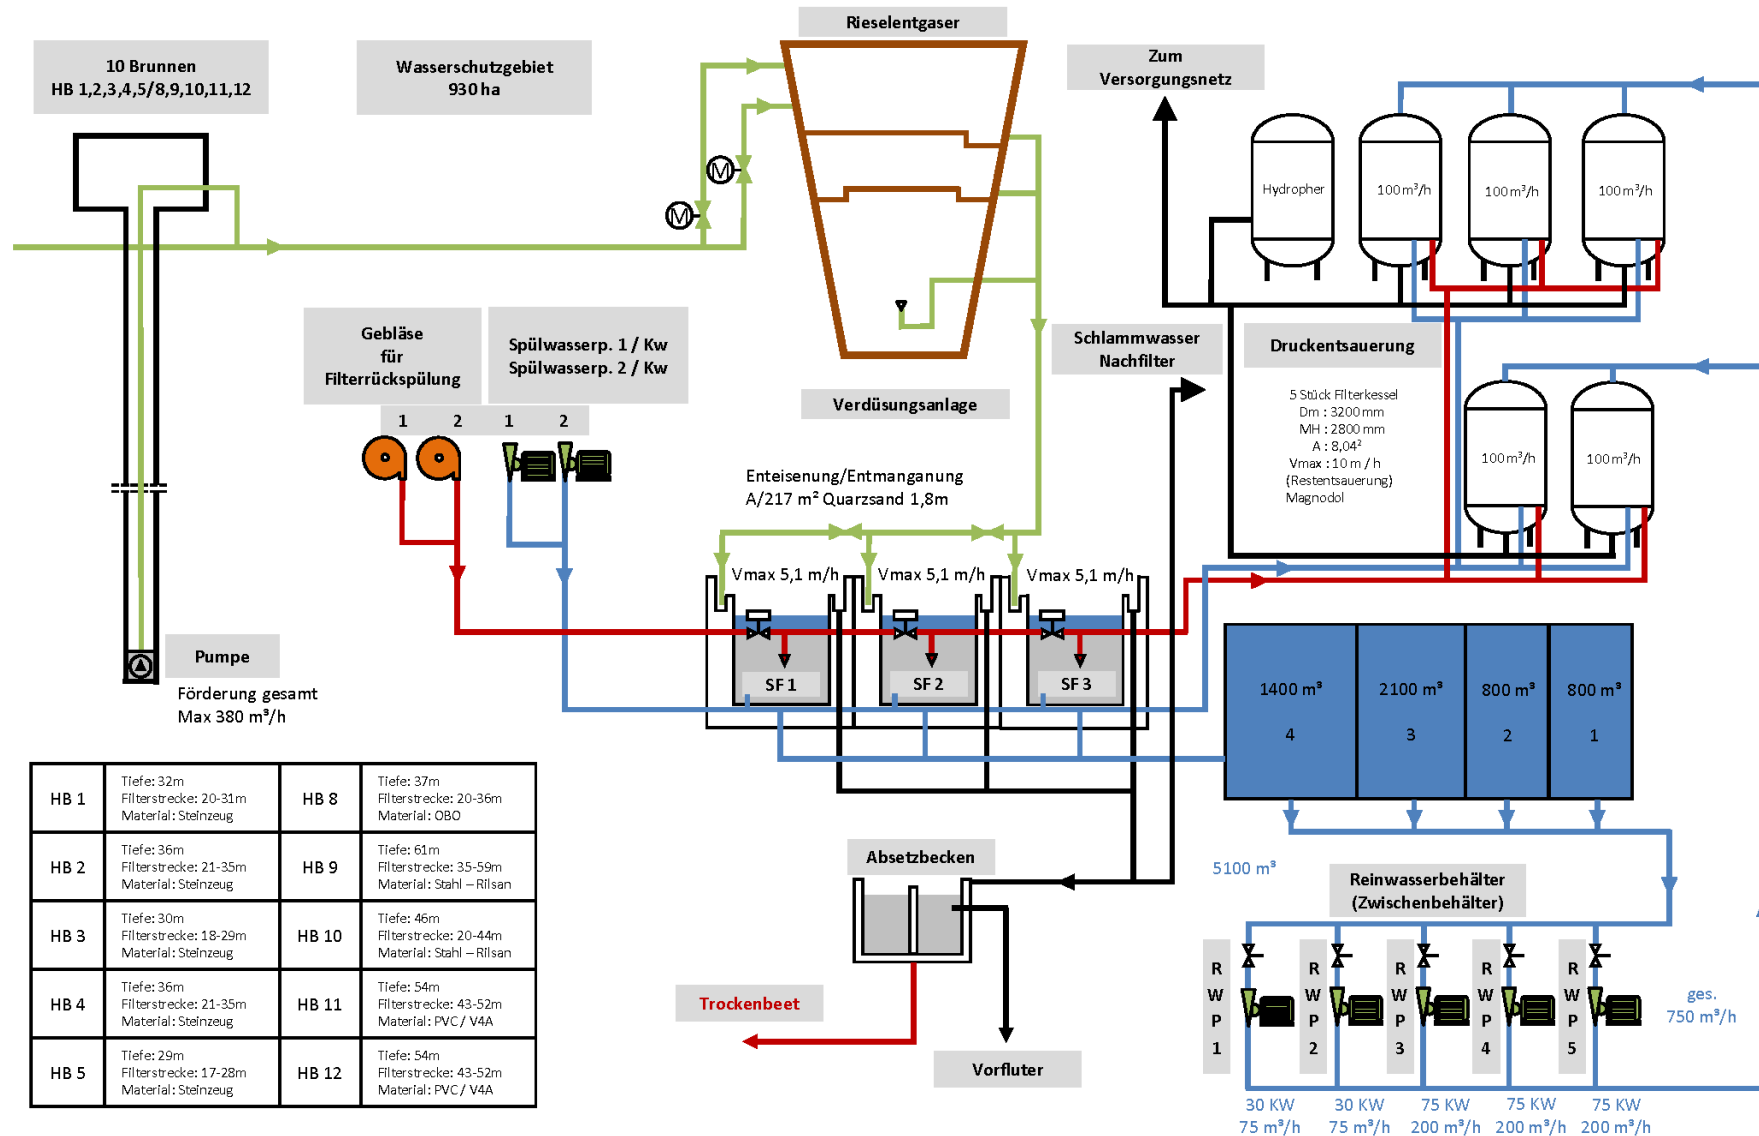 Rieselentgaser
10 Brunnen
HB 1,2,3,4,5/8,9,10,11,12
Wasserschutzgebiet
930 ha
Zum
Versorgungsnetz
M
M
Hydropher
100 m³/h
100 m³/h
100 m³/h
Gebläse
für
Filterrückspülung
1
2
Spülwasserp. 1 / Kw
Spülwasserp. 2 / Kw
1
2
Verdüsungsanlage
Schlammwasser
Nachfilter
Druckentsauerung
5 Stück Filterkessel
Dm : 3200 mm
MH : 2800 mm
A : 8,04²
Vmax : 10 m / h
(Restentsauerung)
Magnodol
100 m³/h
100 m³/h
Enteisenung/Entmanganung
A/217 m² Quarzsand 1,8m
Vmax 5,1 m/h
Vmax 5,1 m/h
Vmax 5,1 m/h
SF 1
SF 2
SF 3
Pumpe
Förderung gesamt
Max 380 m³/h
1400 m³
4
2100 m³
3
800 m³
2
800 m³
1
HB 1
Tiefe: 32m
Filterstrecke: 20-31m
Material: Steinzeug
HB 8
Tiefe: 37m
Filterstrecke: 20-36m
Material: OBO
HB 2
Tiefe: 36m
Filterstrecke: 21-35m
Material: Steinzeug
HB 9
Tiefe: 61m
Filterstrecke: 35-59m
Material: Stahl – Rilsan
HB 3
Tiefe: 30m
Filterstrecke: 18-29m
Material: Steinzeug
HB 10
Tiefe: 46m
Filterstrecke: 20-44m
Material: Stahl – Rilsan
HB 4
Tiefe: 36m
Filterstrecke: 21-35m
Material: Steinzeug
HB 11
Tiefe: 54m
Filterstrecke: 43-52m
Material: PVC / V4A
HB 5
Tiefe: 29m
Filterstrecke: 17-28m
Material: Steinzeug
HB 12
Tiefe: 54m
Filterstrecke: 43-52m
Material: PVC / V4A
Absetzbecken
Trockenbeet
Vorfluter
5100 m³
Reinwasserbehälter
(Zwischenbehälter)
RWP 1
RWP 2
RWP 3
RWP 4
RWP 5
ges.
750 m³/h
30 KW
75 m³/h
30 KW
75 m³/h
75 KW
200 m³/h
75 KW
200 m³/h
75 KW
200 m³/h